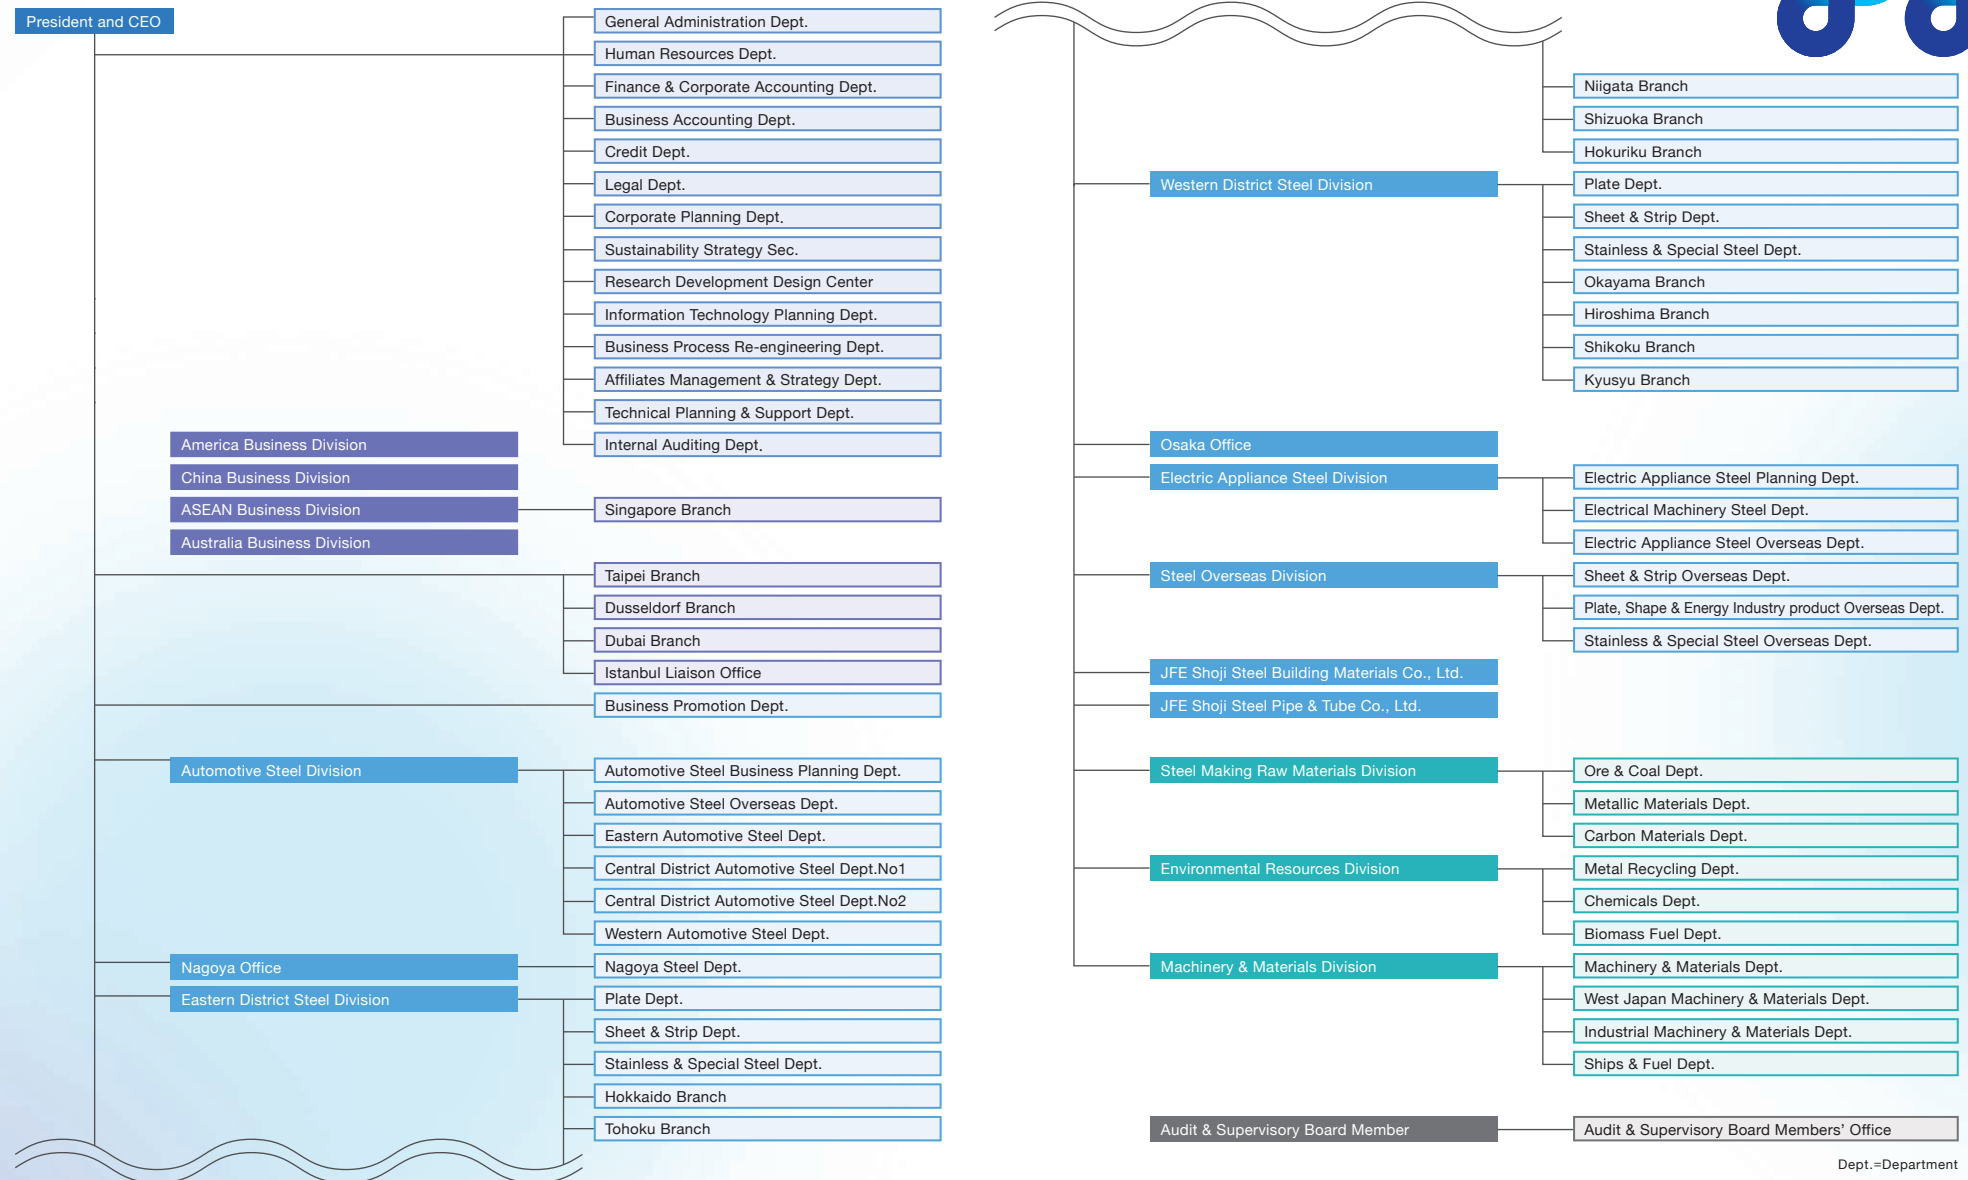 President and CEO
General Administration Dept.
Human Resources Dept.
Finance & Corporate Accounting Dept.
Business Accounting Dept.
Credit Dept.
Legal Dept.
Corporate Planning Dept.
Sustainability Strategy Sec.
Research Development Design Center
Information Technology Planning Dept.
Business Process Re-engineering Dept.
Affiliates Management & Strategy Dept.
Technical Planning & Support Dept.
Internal Auditing Dept.
America Business Division
China Business Division
ASEAN Business Division
Singapore Branch
Australia Business Division
Taipei Branch
Dusseldorf Branch
Dubai Branch
Istanbul Liaison Office
Business Promotion Dept.
Automotive Steel Division
Automotive Steel Business Planning Dept.
Automotive Steel Overseas Dept.
Eastern Automotive Steel Dept.
Central District Automotive Steel Dept.No1
Central District Automotive Steel Dept.No2
Western Automotive Steel Dept.
Nagoya Office
Nagoya Steel Dept.
Eastern District Steel Division
Plate Dept.
Sheet & Strip Dept.
Stainless & Special Steel Dept.
Hokkaido Branch
Tohoku Branch
Niigata Branch
Shizuoka Branch
Hokuriku Branch
Western District Steel Division
Plate Dept.
Sheet & Strip Dept.
Stainless & Special Steel Dept.
Okayama Branch
Hiroshima Branch
Shikoku Branch
Kyusyu Branch
Osaka Office
Electric Appliance Steel Division
Electric Appliance Steel Planning Dept.
Electrical Machinery Steel Dept.
Electric Appliance Steel Overseas Dept.
Steel Overseas Division
Sheet & Strip Overseas Dept.
Plate, Shape & Energy Industry product Overseas Dept.
Stainless & Special Steel Overseas Dept.
JFE Shoji Steel Building Materials Co., Ltd.
JFE Shoji Steel Pipe & Tube Co., Ltd.
Steel Making Raw Materials Division
Ore & Coal Dept.
Metallic Materials Dept.
Carbon Materials Dept.
Environmental Resources Division
Metal Recycling Dept.
Chemicals Dept.
Biomass Fuel Dept.
Machinery & Materials Division
Machinery & Materials Dept.
West Japan Machinery & Materials Dept.
Industrial Machinery & Materials Dept.
Ships & Fuel Dept.
Audit & Supervisory Board Member
Audit & Supervisory Board Members’ Office
Dept.=Department